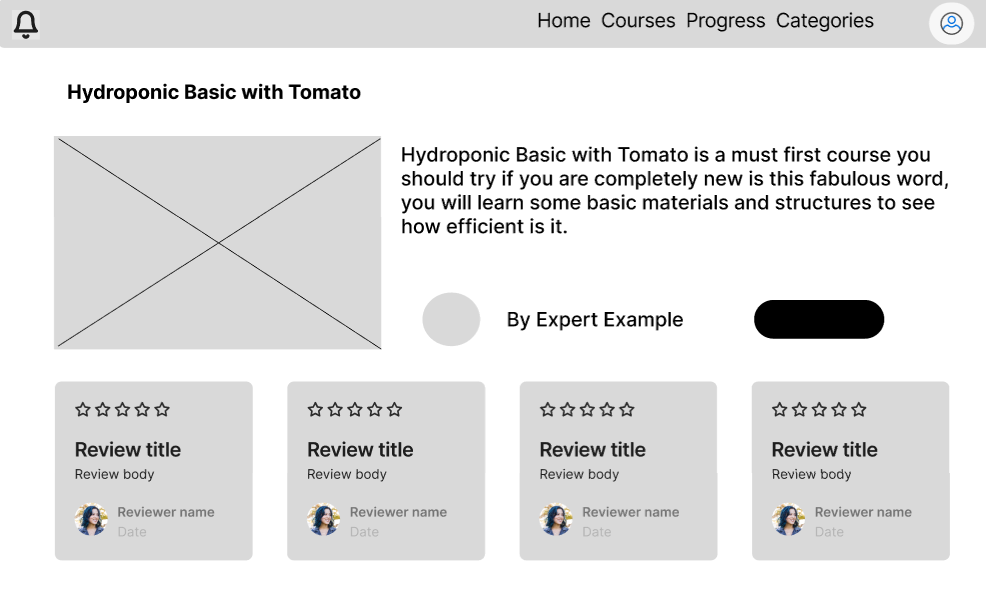 Home Courses Progress Categories
Hydroponic Basic with Tomato
Hydroponic Basic with Tomato is a must first course you
should try if you are completely new is this fabulous word,
you will learn some basic materials and structures to see
how efficient is it.
By Expert Example
Review title
Review body
Reviewer name
Date
Review title
Review body
Reviewer name
Date
Review title
Review body
Reviewer name
Date
Review title
Review body
Reviewer name
Date